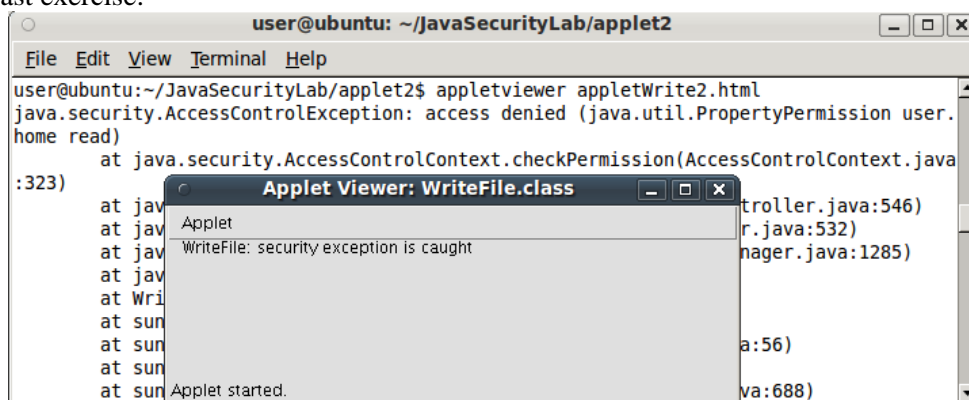 ast exercise.
user@ubuntu: ~/JavaSecurityLab/applet2
File Edit View Terminal Help
user@ubuntu:~/JavaSecurityLab/applet2$ appletviewer appletWrite2.html
java.security.AccessControlException: access denied (java.util.PropertyPermission user.
home read)
at java.security.AccessControlContext.checkPermission(AccessControlContext.java
:323)
Applet Viewer: WriteFile.class
at jav
troller.java:546)
Applet
at jav
r.java:532)
WriteFile: security exception is caught
at jav
nager.java:1285)
at jav
at Wri
at sun
at sun
a:56)
at sun
at sun
Applet started.
va:688)